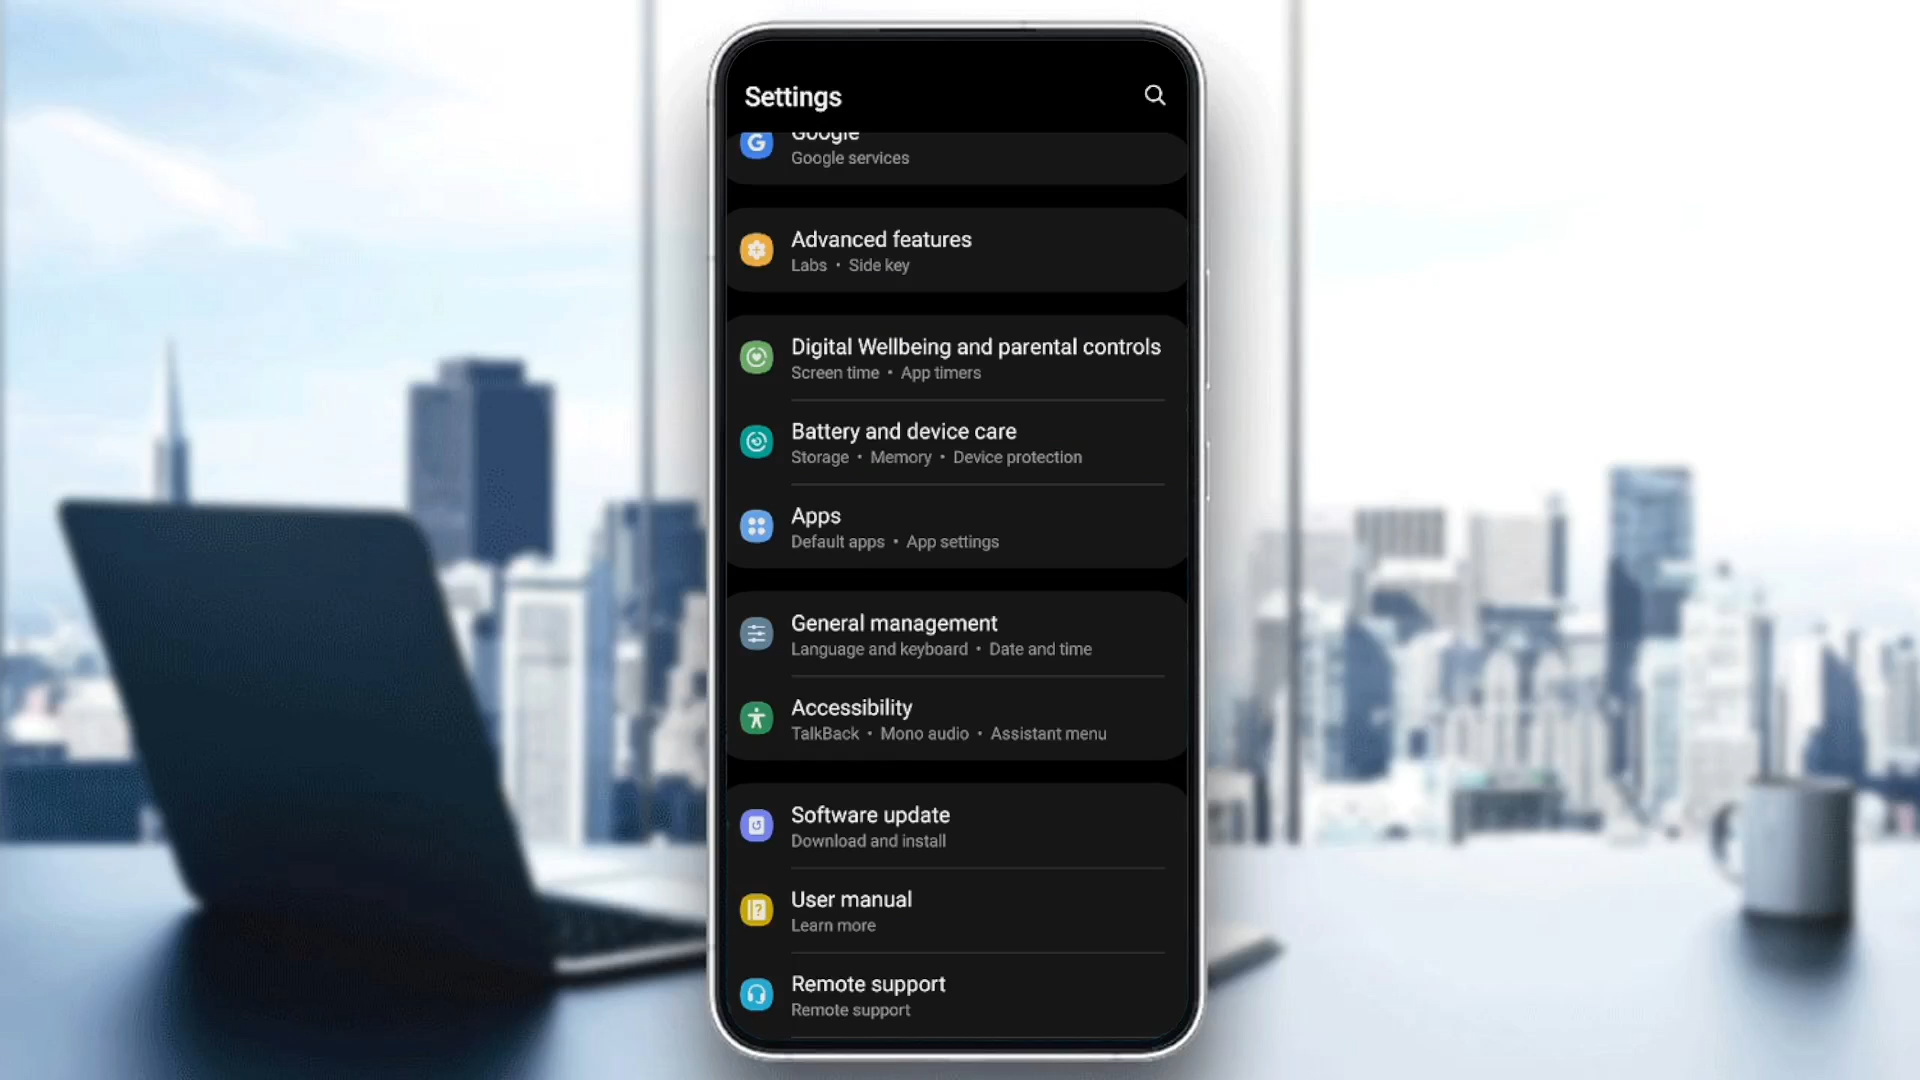 Settings
Google
Google services
Advanced features
Labs • Side key
Digital Wellbeing and parental controls
Screen time • App timers
Battery and device care
Storage • Memory • Device protection
Apps
Default apps • App settings
General management
Language and keyboard • Date and time
Accessibility
TalkBack • Mono audio • Assistant menu
Software update
Download and install
User manual
Learn more
Remote support
Remote support